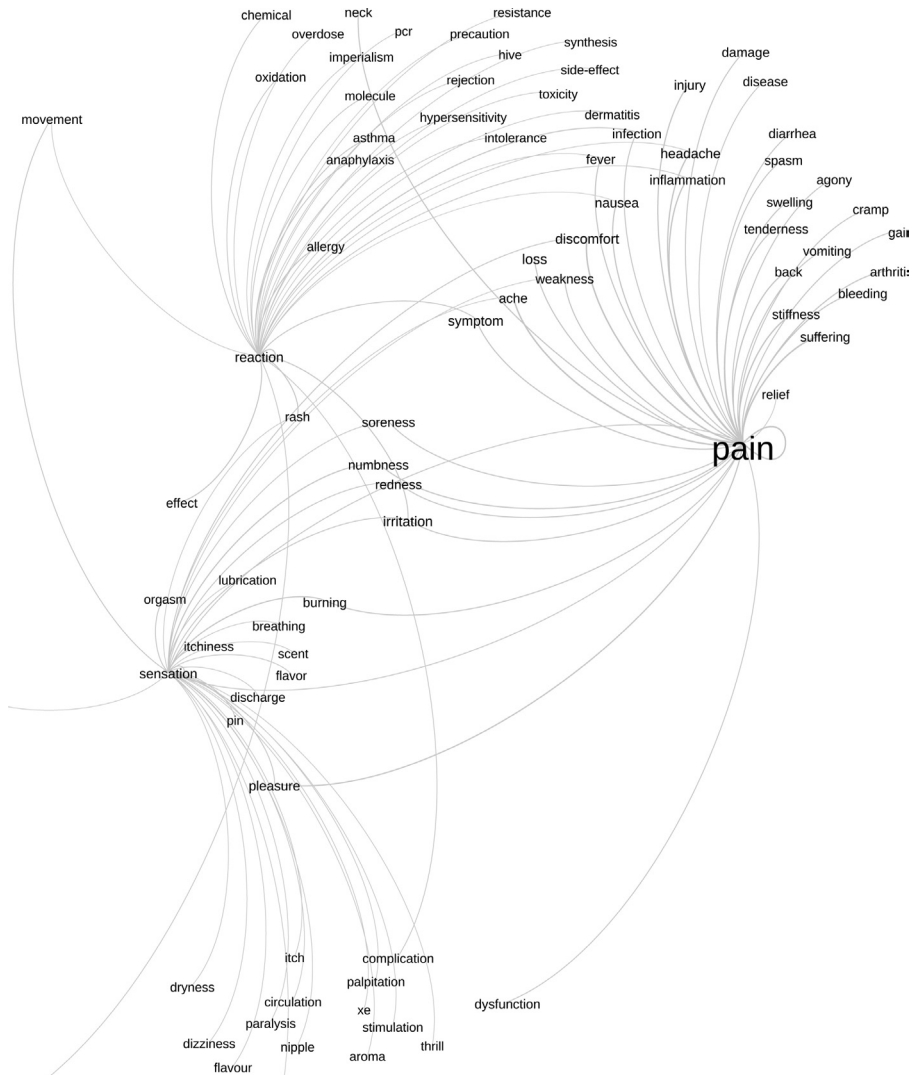 chemical
neck
resistance
overdose
pcr
precaution
synthesis
imperialism
hive
damage
oxidation
rejection
side-effect
injury
disease
molecule
toxicity
movement
hypersensitivity
dermatitis
asthma
intolerance
infection
diarrhea
anaphylaxis
fever
headache
spasm
inflammation
agony
nausea
swelling
cramp
tenderness
gain
allergy
discomfort
vomiting
loss
back
arthritis
weakness
bleeding
ache
symptom
stiffness
suffering
reaction
relief
rash
soreness
pain
numbness
redness
effect
irritation
lubrication
orgasm
burning
breathing
itchiness
scent
sensation
flavor
discharge
pin
pleasure
itch
complication
dryness
palpitation
circulation
xe
dysfunction
paralysis
stimulation
dizziness
nipple
thrill
aroma
flavour